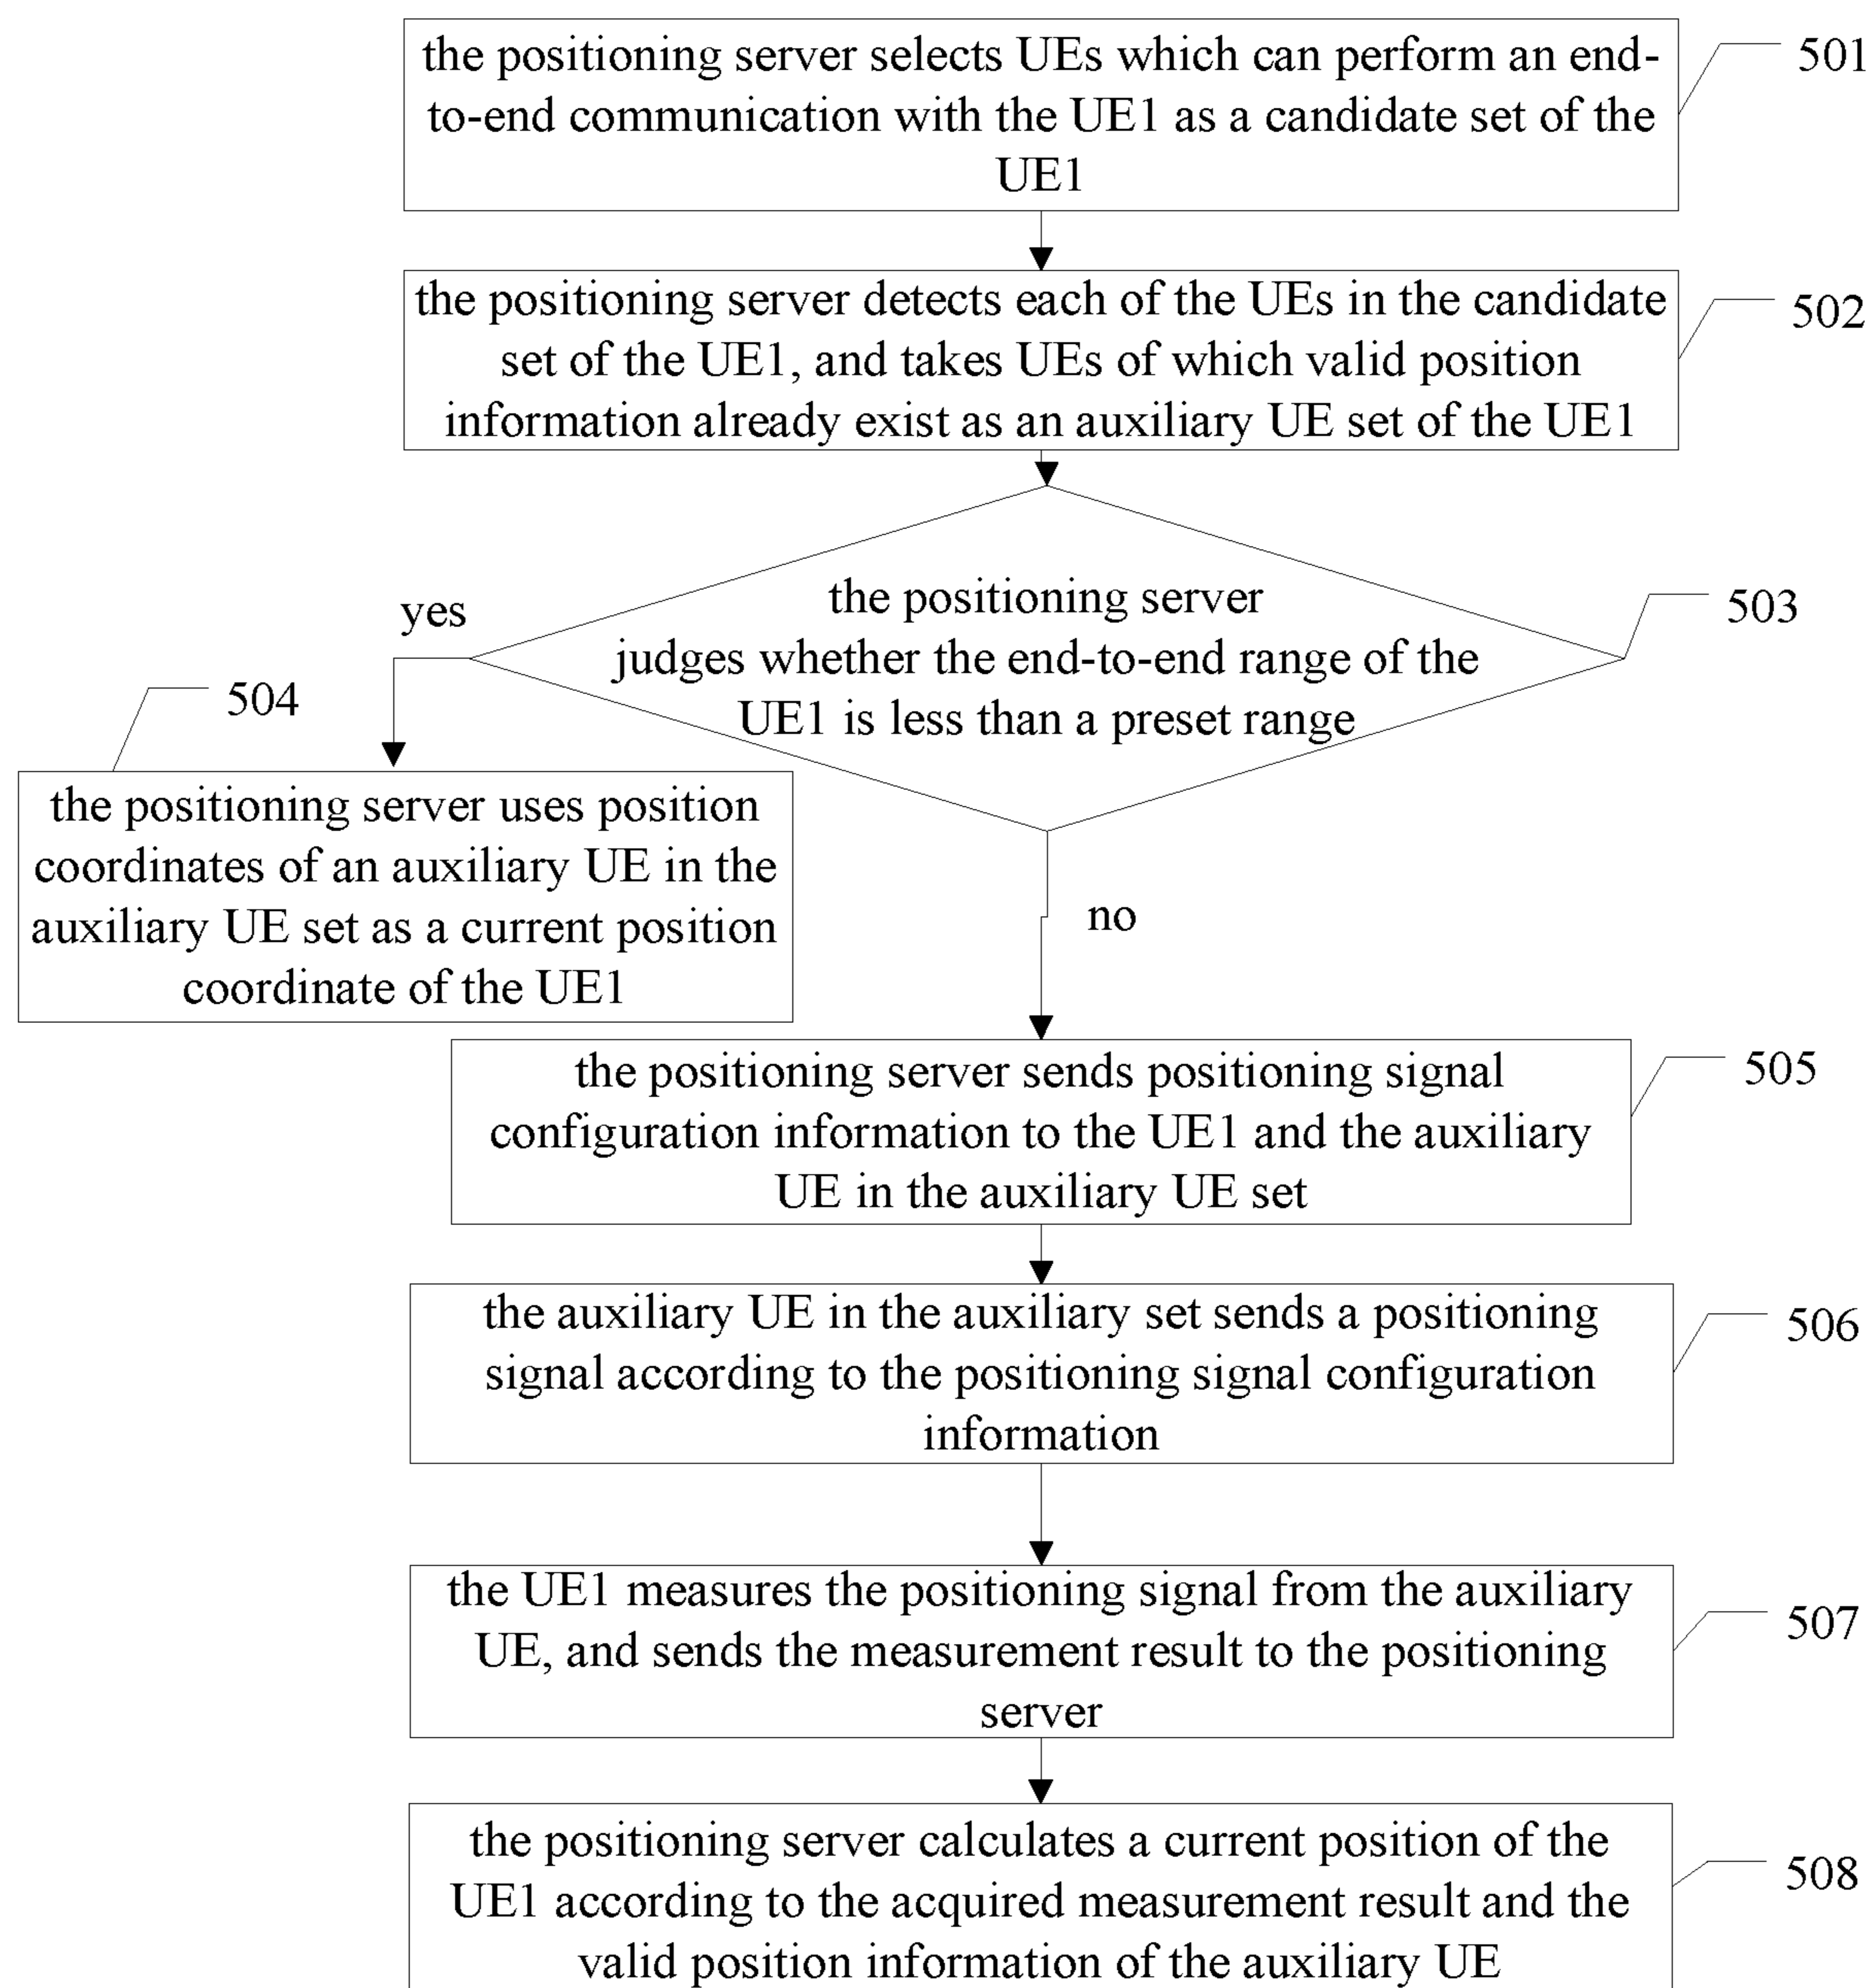 the positioning server selects UEs which can perform an end-
to-end communication with the UE1 as a candidate set of the
UE1
501
the positioning server detects each of the UEs in the candidate
set of the UE1, and takes UEs of which valid position
information already exist as an auxiliary UE set of the UE1
502
the positioning server
judges whether the end-to-end range of the
UE1 is less than a preset range
503
yes
504
the positioning server uses position
coordinates of an auxiliary UE in the
auxiliary UE set as a current position
coordinate of the UE1
no
the positioning server sends positioning signal
configuration information to the UE1 and the auxiliary
UE in the auxiliary UE set
505
the auxiliary UE in the auxiliary set sends a positioning
signal according to the positioning signal configuration
information
506
the UE1 measures the positioning signal from the auxiliary
UE, and sends the measurement result to the positioning
server
507
the positioning server calculates a current position of the
UE1 according to the acquired measurement result and the
valid position information of the auxiliary UE
508